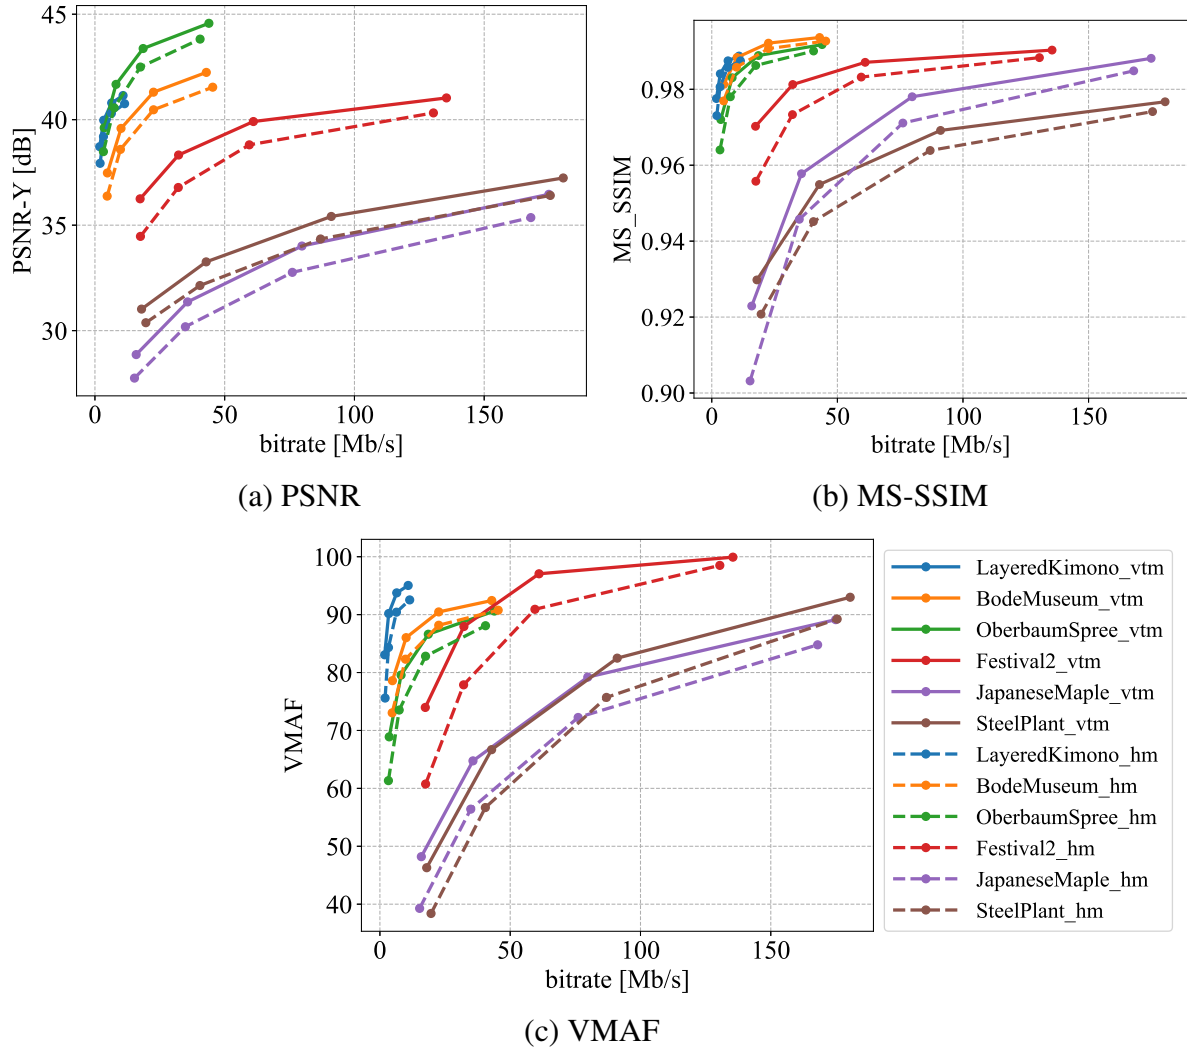 45
40
35
30
PSNR-Y [dB]
0 50 100 150
bitrate [Mb/s]
(a) PSNR
0.98
0.96
0.94
0.92
0.90
MS_SSIM
0 50 100 150
bitrate [Mb/s]
(b) MS-SSIM
100
90
80
70
60
50
40
VMAF
0 50 100 150
bitrate [Mb/s]
LayeredKimono_vtm
BodeMuseum_vtm
OberbaumSpree_vtm
Festival2_vtm
JapaneseMaple_vtm
SteelPlant_vtm
LayeredKimono_hm
BodeMuseum_hm
OberbaumSpree_hm
Festival2_hm
JapaneseMaple_hm
SteelPlant_hm
(c) VMAF